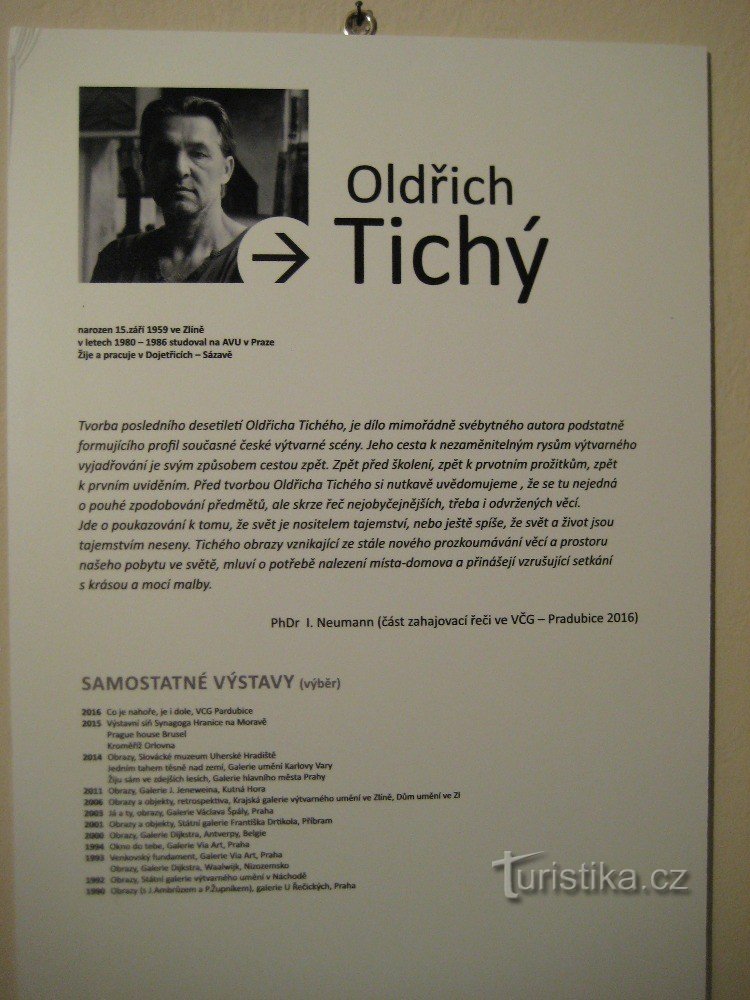 Oldřich
Tichý
narozen 15.září 1959 ve Zlíně
v letech 1980 – 1986 studoval na AVU v Praze
Žije a pracuje v Dojetřicích – Sázavě
Tvorba posledního desetiletí Oldřicha Tichého, je dílo mimořádně svébytného autora podstatně
formujícího profil současné české výtvarné scény. Jeho cesta k nezaměnitelným rysům výtvarného
vyjadřování je svým způsobem cestou zpět. Zpět před školení, zpět k prvotním prožitkům, zpět
k prvním uviděním. Před tvorbou Oldřicha Tichého si nutkavě uvědomujeme , že se tu nejedná
o pouhé zpodobování předmětů, ale skrze řeč nejobyčejnějších, třeba i odvržených věcí.
Jde o poukazování k tomu, že svět je nositelem tajemství, nebo ještě spíše, že svět a život jsou
tajemstvím neseny. Tichého obrazy vznikající ze stále nového prozkoumávání věcí a prostoru
našeho pobytu ve světě, mluví o potřebě nalezení místa-domova a přinášejí vzrušující setkání
s krásou a mocí malby.
PhDr I. Neumann (část zahajovací řeči ve VČG – Pradubice 2016)
SAMOSTATNÉ VÝSTAVY (výběr)
2016 Co je nahoře, je i dole, VCG Pardubice
2015 Výstavní síň Synagoga Hranice na Moravě
Prague house Brusel
Kroměříž Orlovna
2014 Obrazy, Slovácké muzeum Uherské Hradiště
Jedním tahem těsně nad zemí, Galerie umění Karlovy Vary
Žiju sám ve zdejších lesích, Galerie hlavního města Prahy
2011 Obrazy, Galerie J. Jeneweina, Kutná Hora
2006 Obrazy a objekty, retrospektiva, Krajská galerie výtvarného umění ve Zlíně, Dům umění ve Zl
2003 Já a ty, obrazy, Galerie Václava Špály, Praha
2001 Obrazy a objekty, Státní galerie Františka Drtikola, Příbram
2000 Obrazy, Galerie Dijkstra, Antverpy, Belgie
1994 Okno do tebe, Galerie Via Art, Praha
1993 Venkovský fundament, Galerie Via Art, Praha
Obrazy, Galerie Dijkstra, Waalwijk, Nizozemsko
1992 Obrazy, Státní galerie výtvarného umění v Náchodě
1990 Obrazy (s J.Ambrůzem a P.Župníkem), galerie U Řečických, Praha
Turistika.cz